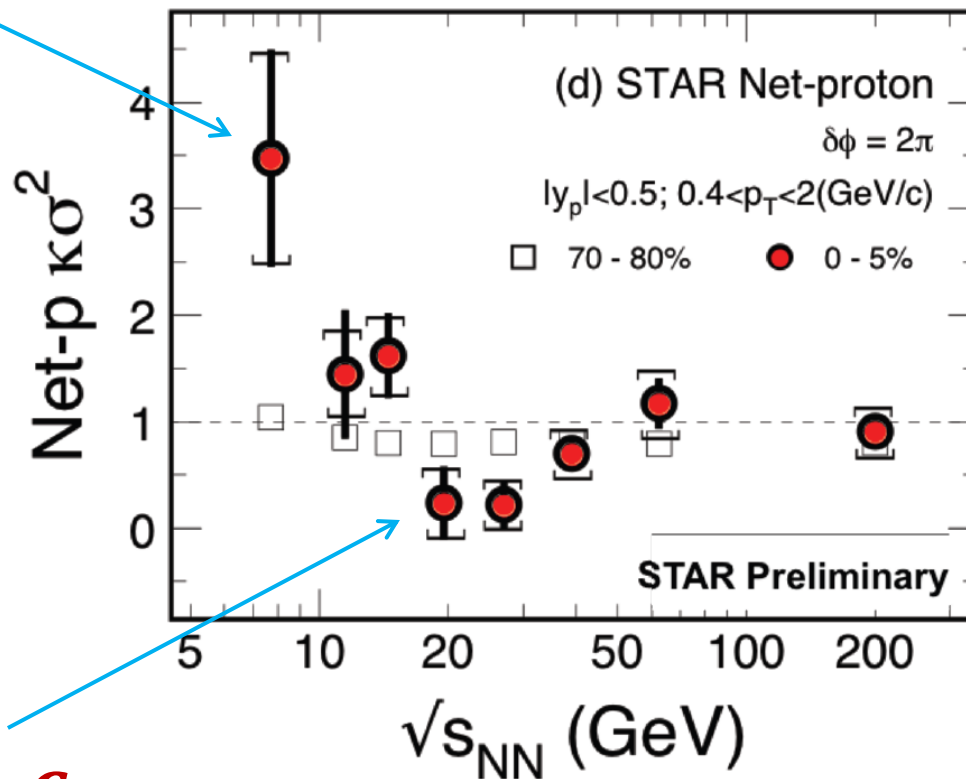 (d) STAR Net-proton
δϕ = 2π
|yₚ|<0.5; 0.4<p_T<2(GeV/c)
70 - 80% 0 - 5%
Net-p κσ²
4
3
2
1
0
STAR Preliminary
5 10 20 50 100 200
√s_NN (GeV)